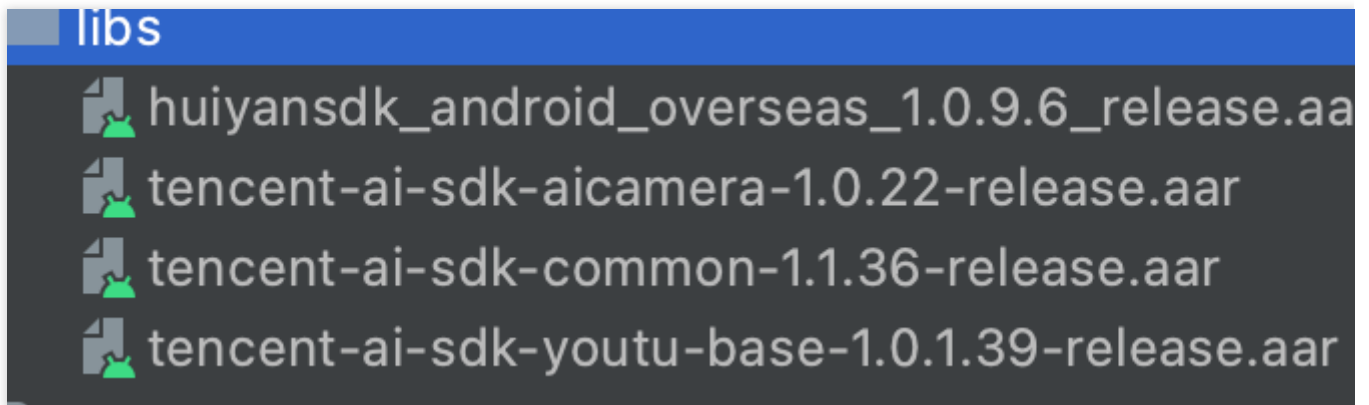 libs
huiyansdk_android_overseas_1.0.9.6_release.aa
tencent-ai-sdk-aicamera-1.0.22-release.aar
tencent-ai-sdk-common-1.1.36-release.aar
tencent-ai-sdk-youtu-base-1.0.1.39-release.aar